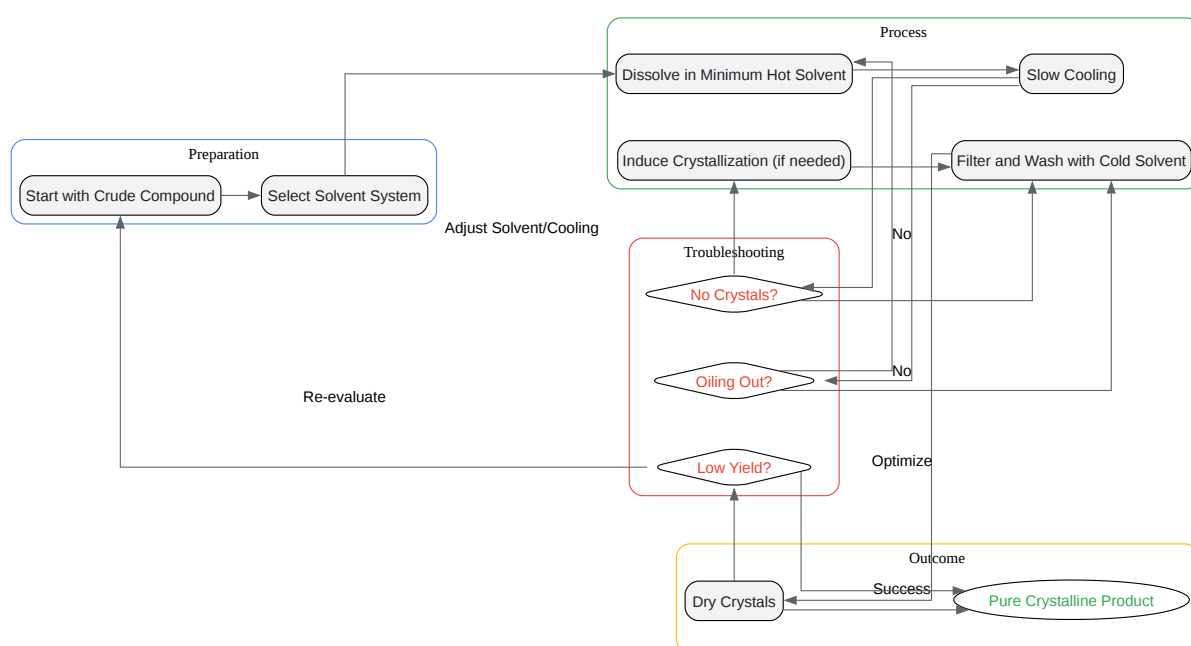 Process
Dissolve in Minimum Hot Solvent
Slow Cooling
Preparation
Induce Crystallization (if needed)
Filter and Wash with Cold Solvent
Start with Crude Compound
Select Solvent System
Adjust Solvent/Cooling
No
Troubleshooting
No Crystals?
No
Oiling Out?
Re-evaluate
Optimize
Low Yield?
Outcome
Success
Dry Crystals
Pure Crystalline Product